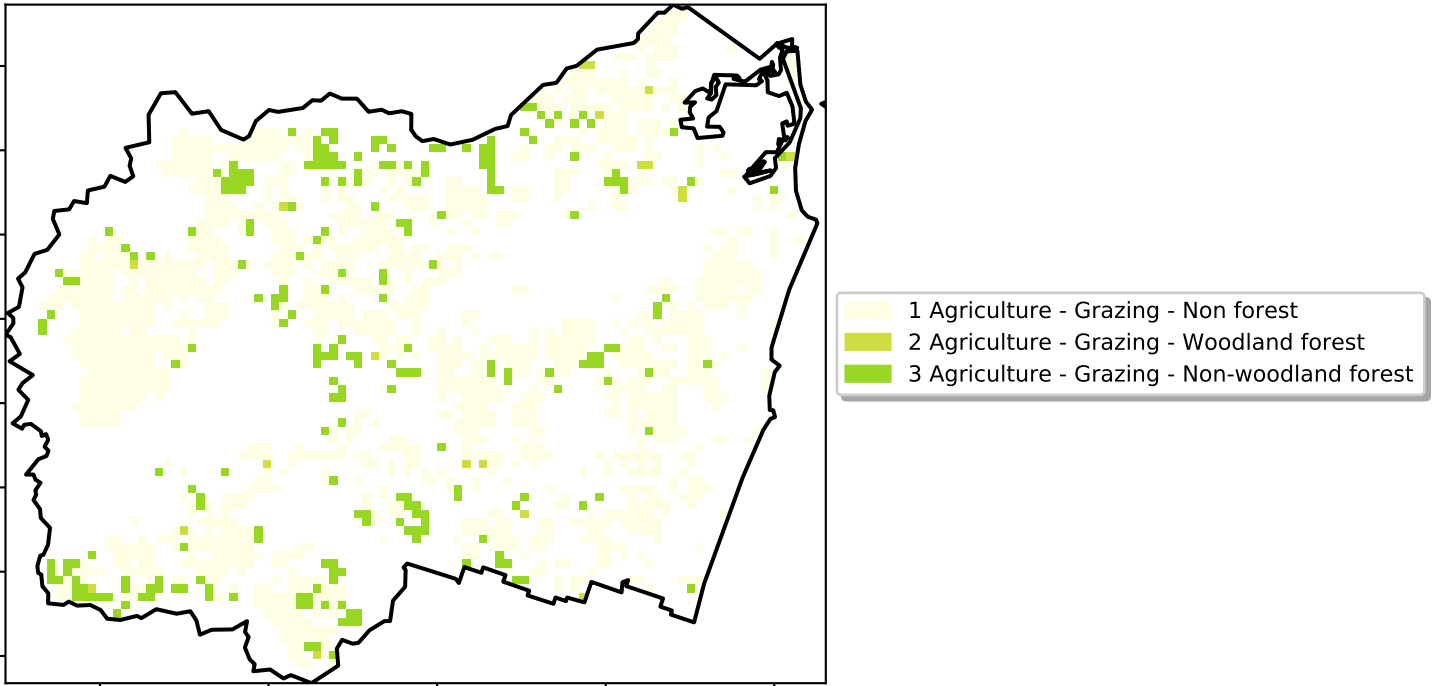 1 Agriculture - Grazing - Non forest
2 Agriculture - Grazing - Woodland forest
3 Agriculture - Grazing - Non-woodland forest